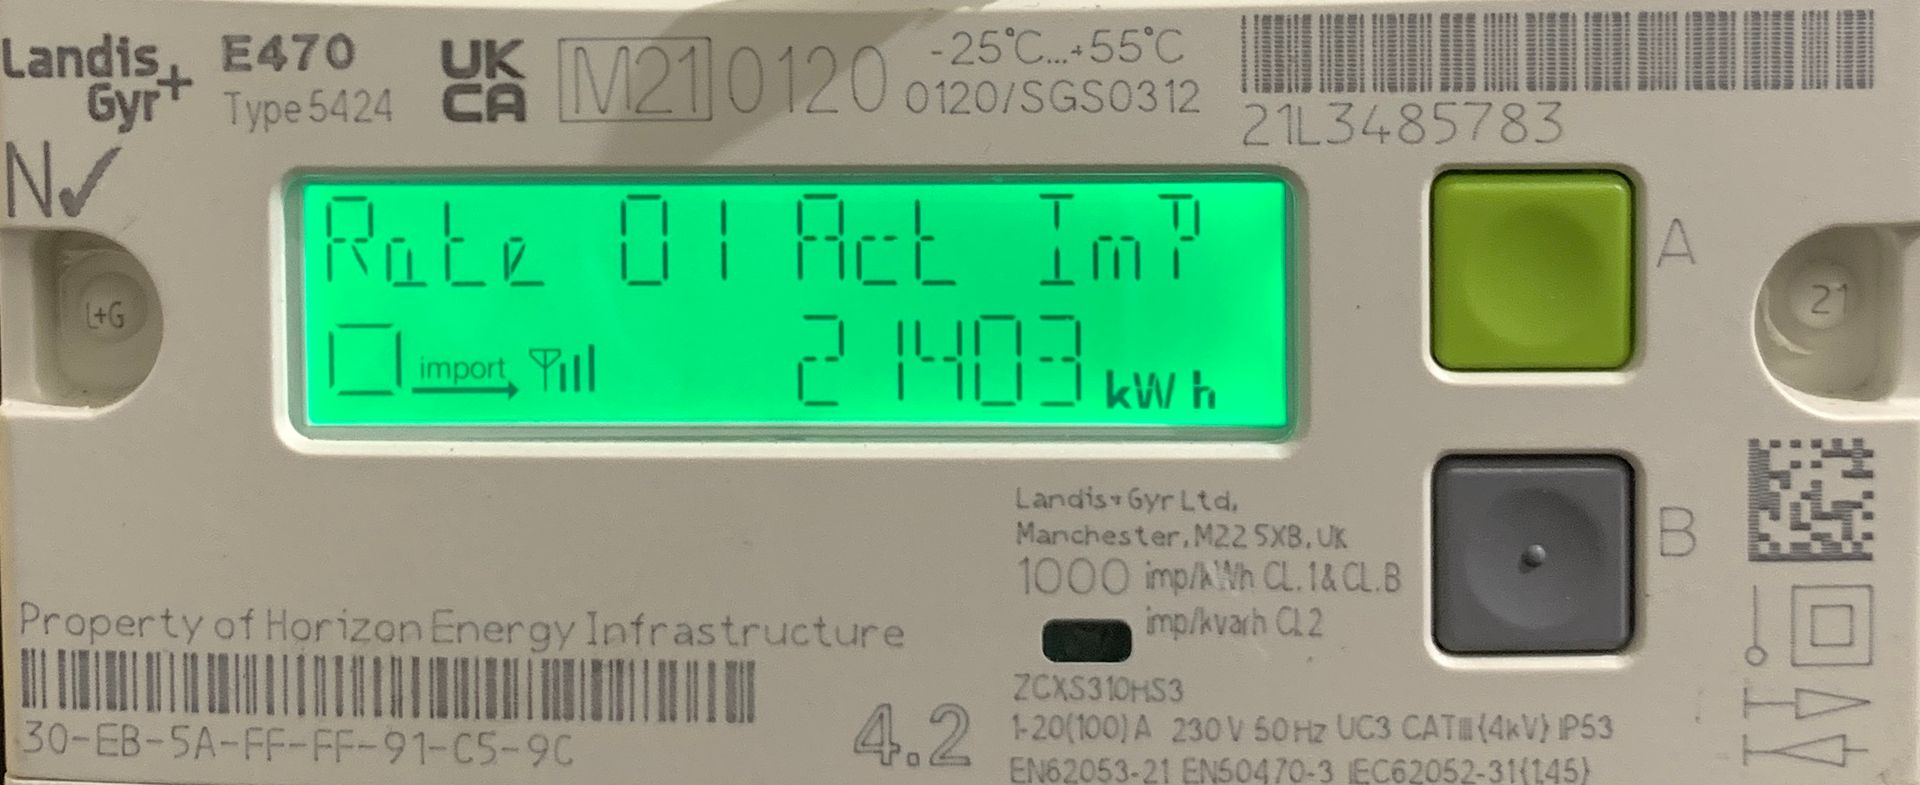 Landis+Gyr+ E470
Type 5424
UK
CA
M21 0120
-25°C...+55°C
0120/SGS0312
21L3485783
N✓
L+G
Rate 01 Act ImP
import 21403 kWh
A
21
B
Landis+Gyr Ltd,
Manchester, M22 5XB, UK
1000 imp/kWh CL.1 & CL.B
imp/kvarh Cl.2
Property of Horizon Energy Infrastructure
30-EB-5A-FF-FF-91-C5-9C
4.2
ZCXS310HS3
1-20(100)A 230V 50Hz UC3 CATIII(4kV) IP53
EN62053-21 EN50470-3 IEC62052-31(145)